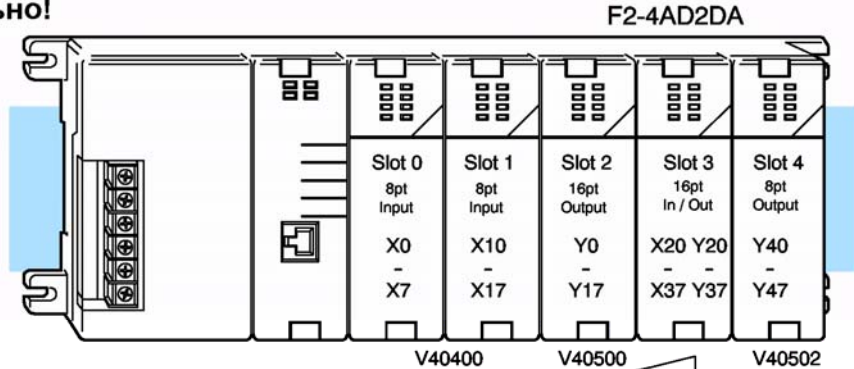 ьно!
F2-4AD2DA
Slot 0
8pt
Input
X0
-
X7
Slot 1
8pt
Input
X10
-
X17
Slot 2
16pt
Output
Y0
-
Y17
Slot 3
16pt
In / Out
X20 Y20
- -
X37 Y37
Slot 4
8pt
Output
Y40
-
Y47
V40400
V40500
V40502